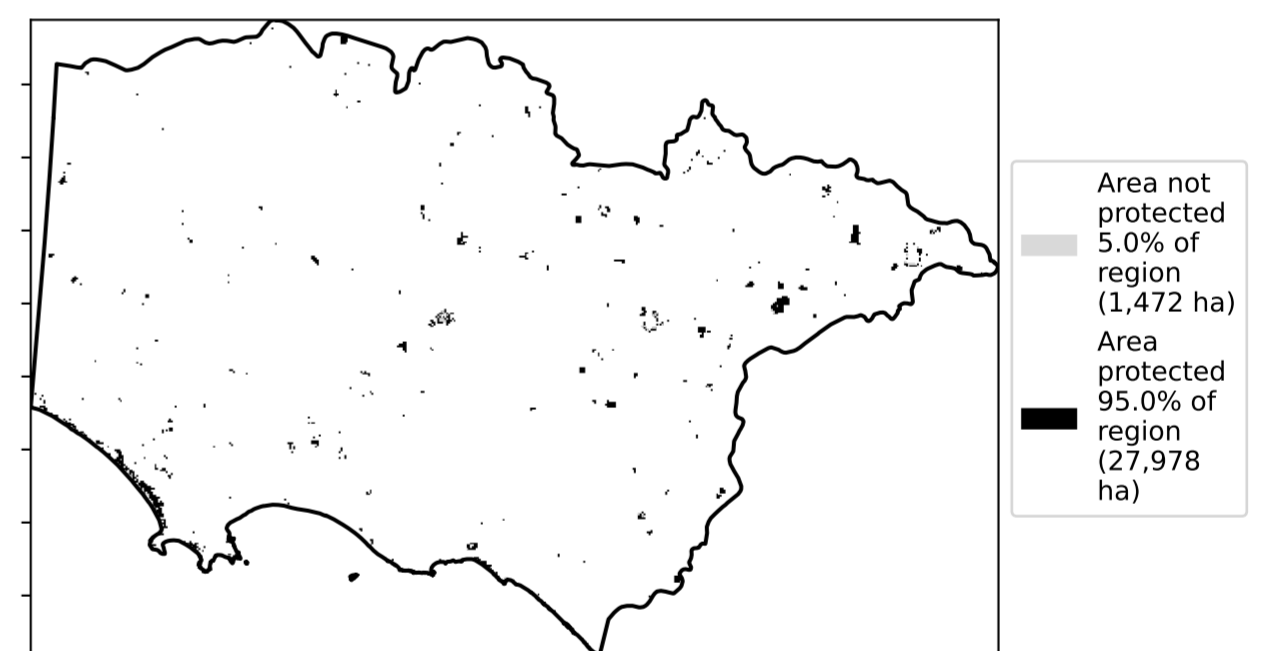 Area not
protected
5.0% of
region
(1,472 ha)
Area
protected
95.0% of
region
(27,978
ha)